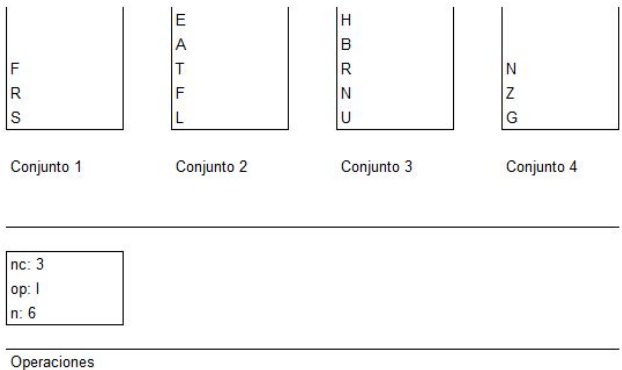 E H
A B
F T R N
R F N Z
S L U G
Conjunto 1 Conjunto 2 Conjunto 3 Conjunto 4
nc: 3
op: I
n: 6
Operaciones